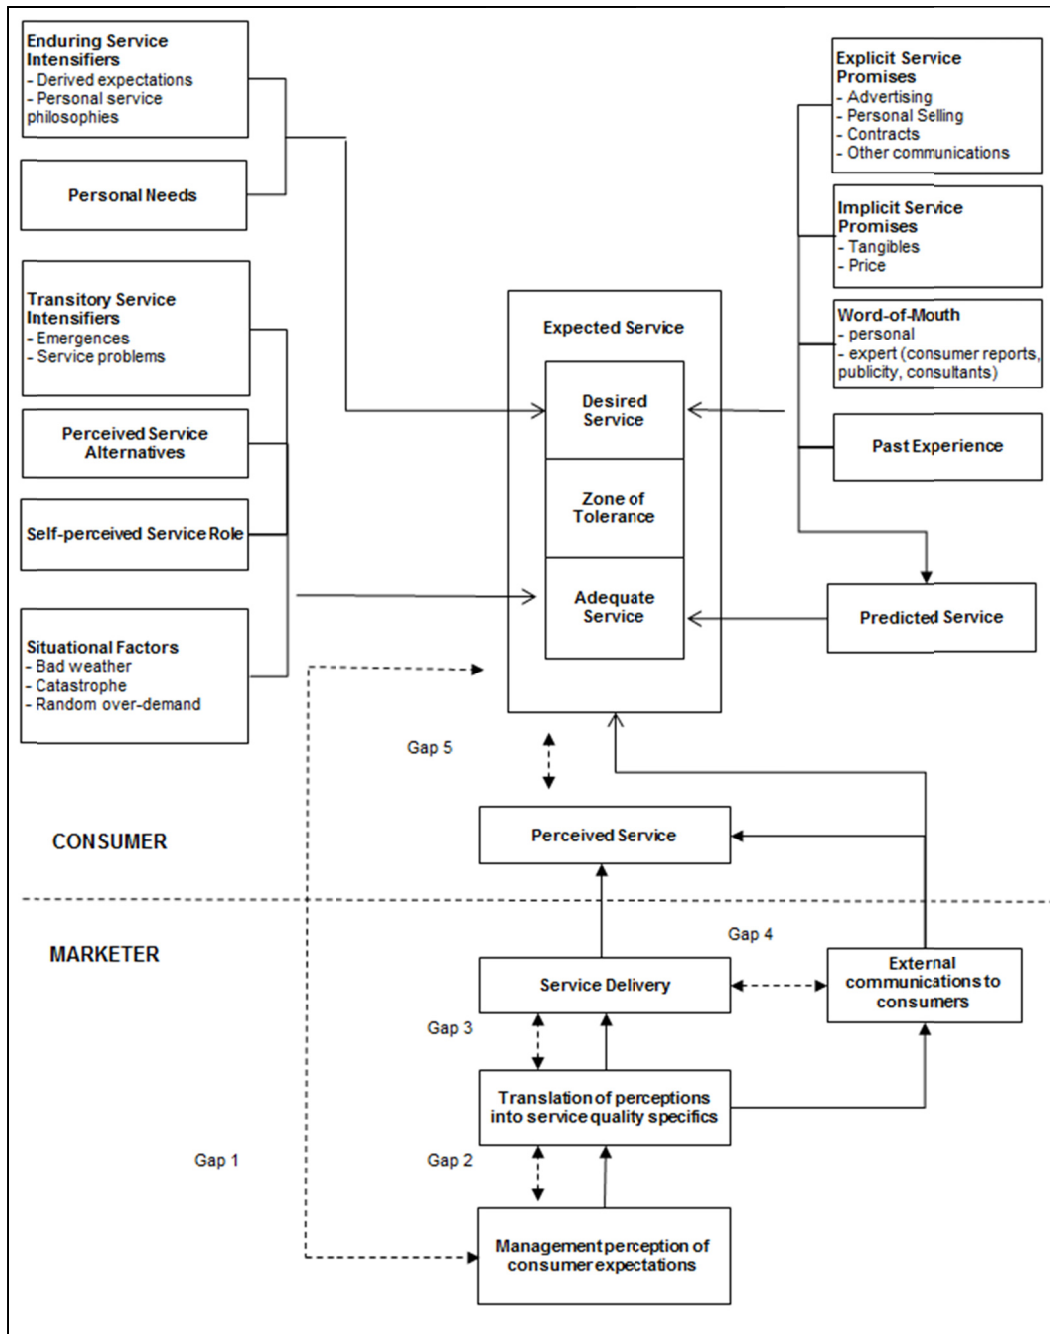 Enduring Service
Intensifiers
- Derived expectations
- Personal service
philosophies
Personal Needs
Transitory Service
Intensifiers
- Emergences
- Service problems
Perceived Service
Alternatives
Self-perceived Service Role
Situational Factors
- Bad weather
- Catastrophe
- Random over-demand
Explicit Service
Promises
- Advertising
- Personal Selling
- Contracts
- Other communications
Implicit Service
Promises
- Tangibles
- Price
Word-of-Mouth
- personal
- expert (consumer reports,
publicity, consultants)
Past Experience
Predicted Service
Expected Service
Desired
Service
Zone of
Tolerance
Adequate
Service
Gap 5
Perceived Service
CONSUMER
MARKETER
Gap 4
Service Delivery
External
communications to
consumers
Gap 3
Translation of perceptions
into service quality specifics
Gap 1
Gap 2
Management perception of
consumer expectations